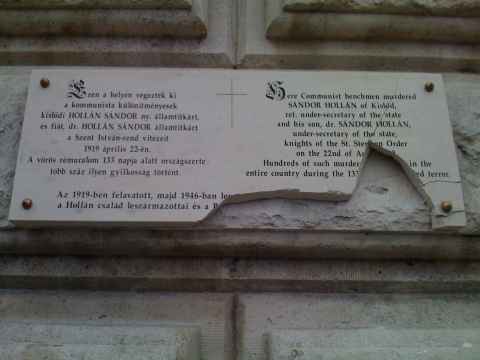 Ezen a helyen végeztek ki
a kommunista különítményesek
kislődi HOLLÁN SÁNDOR ny. államtitkárt,
és fiát, dr. HOLLÁN SÁNDOR államtitkárt
a Szent István-rend vitézeit
1919 április 22-én.
A vörös rémuralom 133 napja alatt országszerte
több száz ilyen gyilkosság történt.
Az 1919-ben felavatott, majd 1946-ban
a Hollán család leszármazottai és a
Here Communist henchmen murdered
SÁNDOR HOLLÁN of Kislőd,
ret. under-secretary of the state
and his son, dr. SÁNDOR HOLLÁN,
under-secretary of the state,
knights of the St. Stephen Order
on the 22nd of
Hundreds of such murders in the
entire country during the 133 terror.